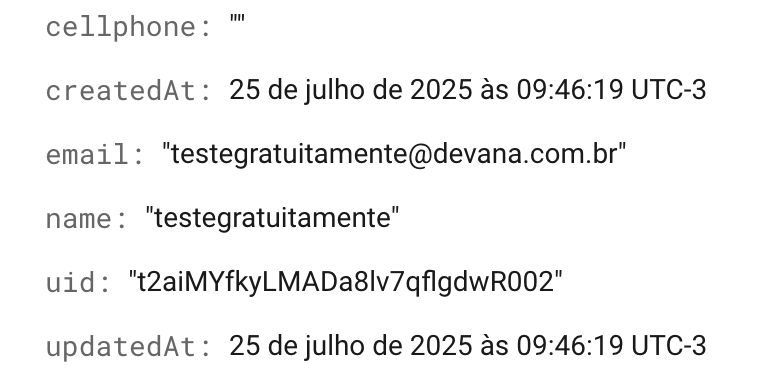 cellphone: ""
createdAt: 25 de julho de 2025 às 09:46:19 UTC-3
email: "testegratuitamente@devana.com.br"
name: "testegratuitamente"
uid: "t2aiMYfkyLMADa8lv7qflgdwR002"
updatedAt: 25 de julho de 2025 às 09:46:19 UTC-3